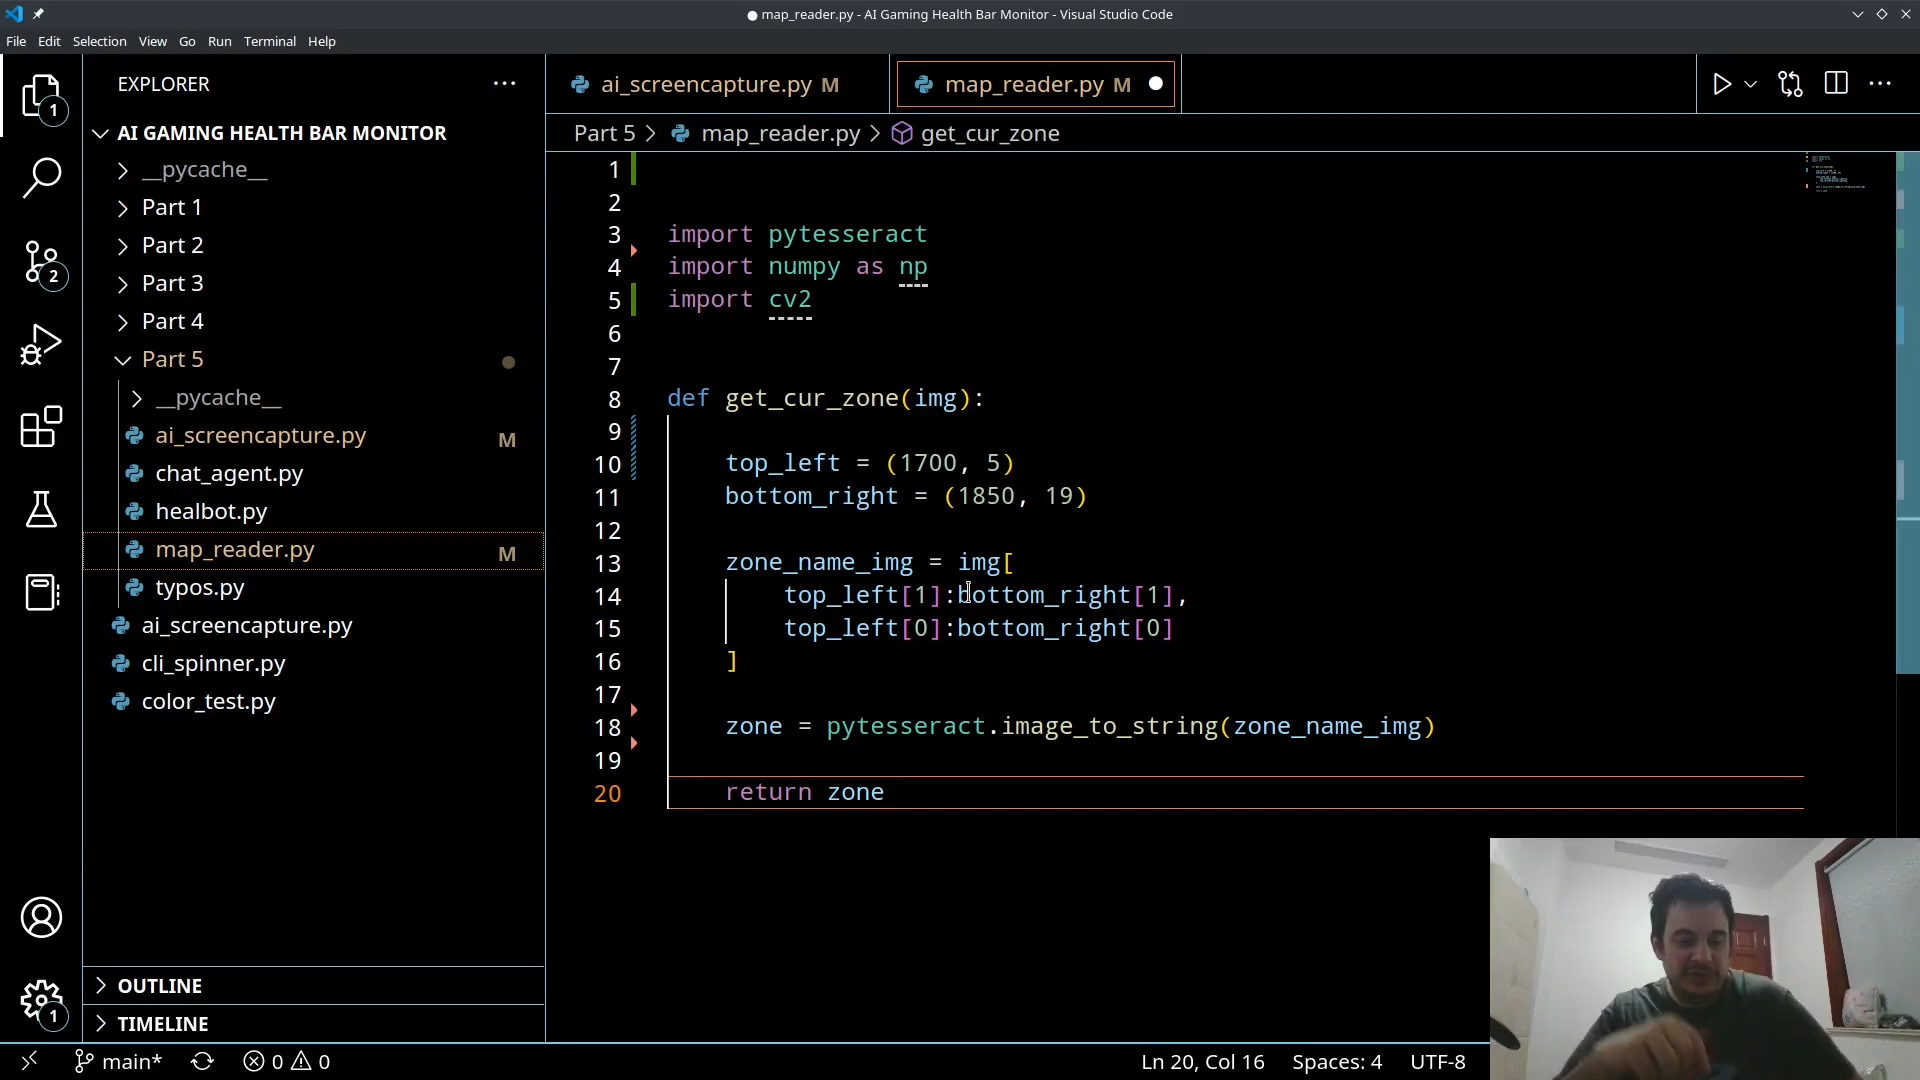 map_reader.py - AI Gaming Health Bar Monitor - Visual Studio Code
File Edit Selection View Go Run Terminal Help
EXPLORER
AI GAMING HEALTH BAR MONITOR
__pycache__
Part 1
Part 2
Part 3
Part 4
Part 5
__pycache__
ai_screencapture.py M
chat_agent.py
healbot.py
map_reader.py M
typos.py
ai_screencapture.py
cli_spinner.py
color_test.py
OUTLINE
TIMELINE
1
2
1
ai_screencapture.py M
map_reader.py M
Part 5 > map_reader.py > get_cur_zone
1
2
3 import pytesseract
4 import numpy as np
5 import cv2
6
7
8 def get_cur_zone(img):
9
10 top_left = (1700, 5)
11 bottom_right = (1850, 19)
12
13 zone_name_img = img[
14 top_left[1]:bottom_right[1],
15 top_left[0]:bottom_right[0]
16 ]
17
18 zone = pytesseract.image_to_string(zone_name_img)
19
20 return zone
main* 0 0 Ln 20, Col 16 Spaces: 4 UTF-8